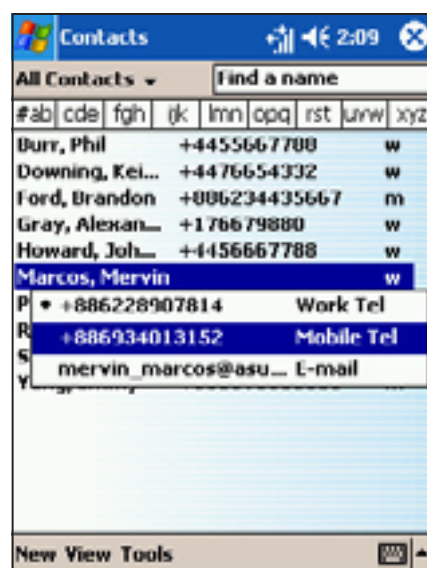 Contacts 2:09
All Contacts Find a name
#ab cde fgh ijk lmn opq rst uvw xyz
Burr, Phil +4455667788 w
Downing, Kei... +4476654332 w
Ford, Brandon +886234435667 m
Gray, Alexan... +176679880 w
Howard, Joh... +4456667788 w
Marcos, Mervin w
P • +886228907814 Work Tel
R +886934013152 Mobile Tel
S mervin_marcos@asu... E-mail
New View Tools